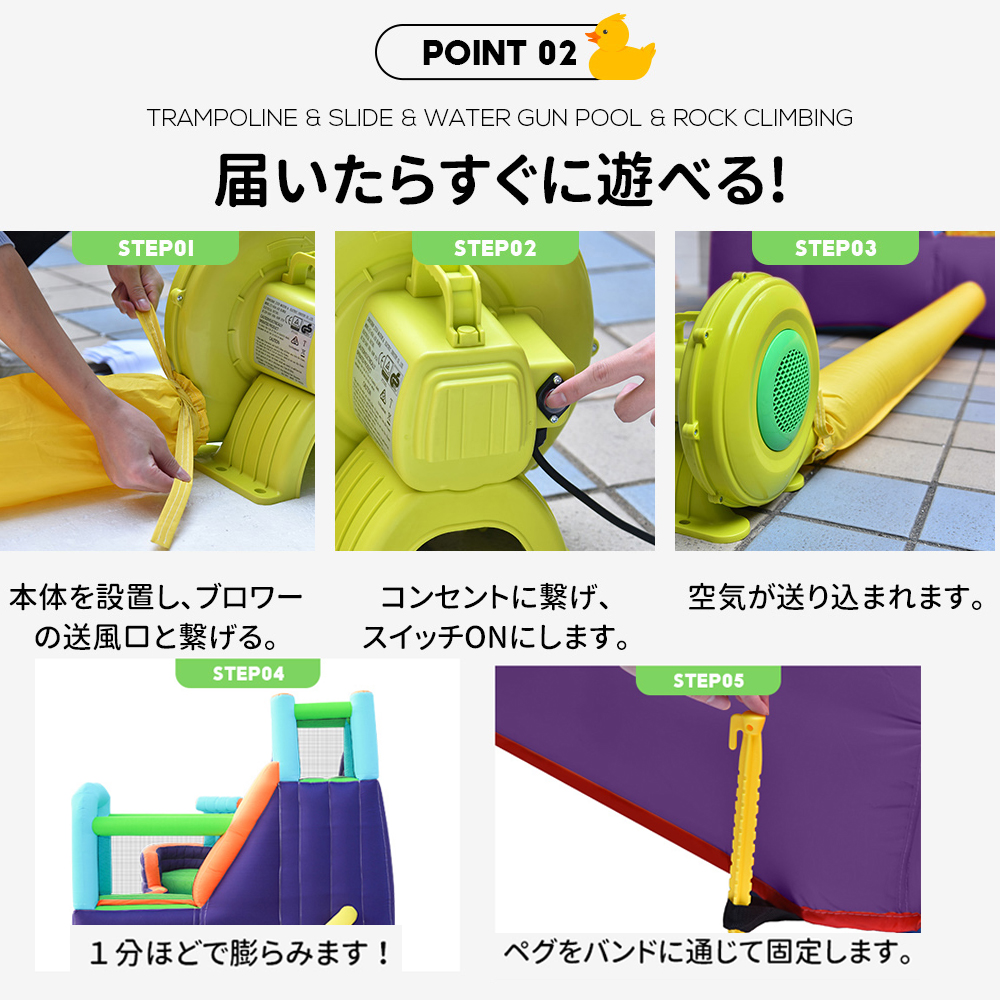 POINT 02
TRAMPOLINE & SLIDE & WATER GUN POOL & ROCK CLIMBING
届いたらすぐに遊べる!
STEP01
STEP02
STEP03
本体を設置し、ブロワー
の送風口と繋げる。
コンセントに繋げ、
スイッチONにします。
空気が送り込まれます。
STEP04
STEP05
1分ほどで膨らみます!
ペグをバンドに通じて固定します。